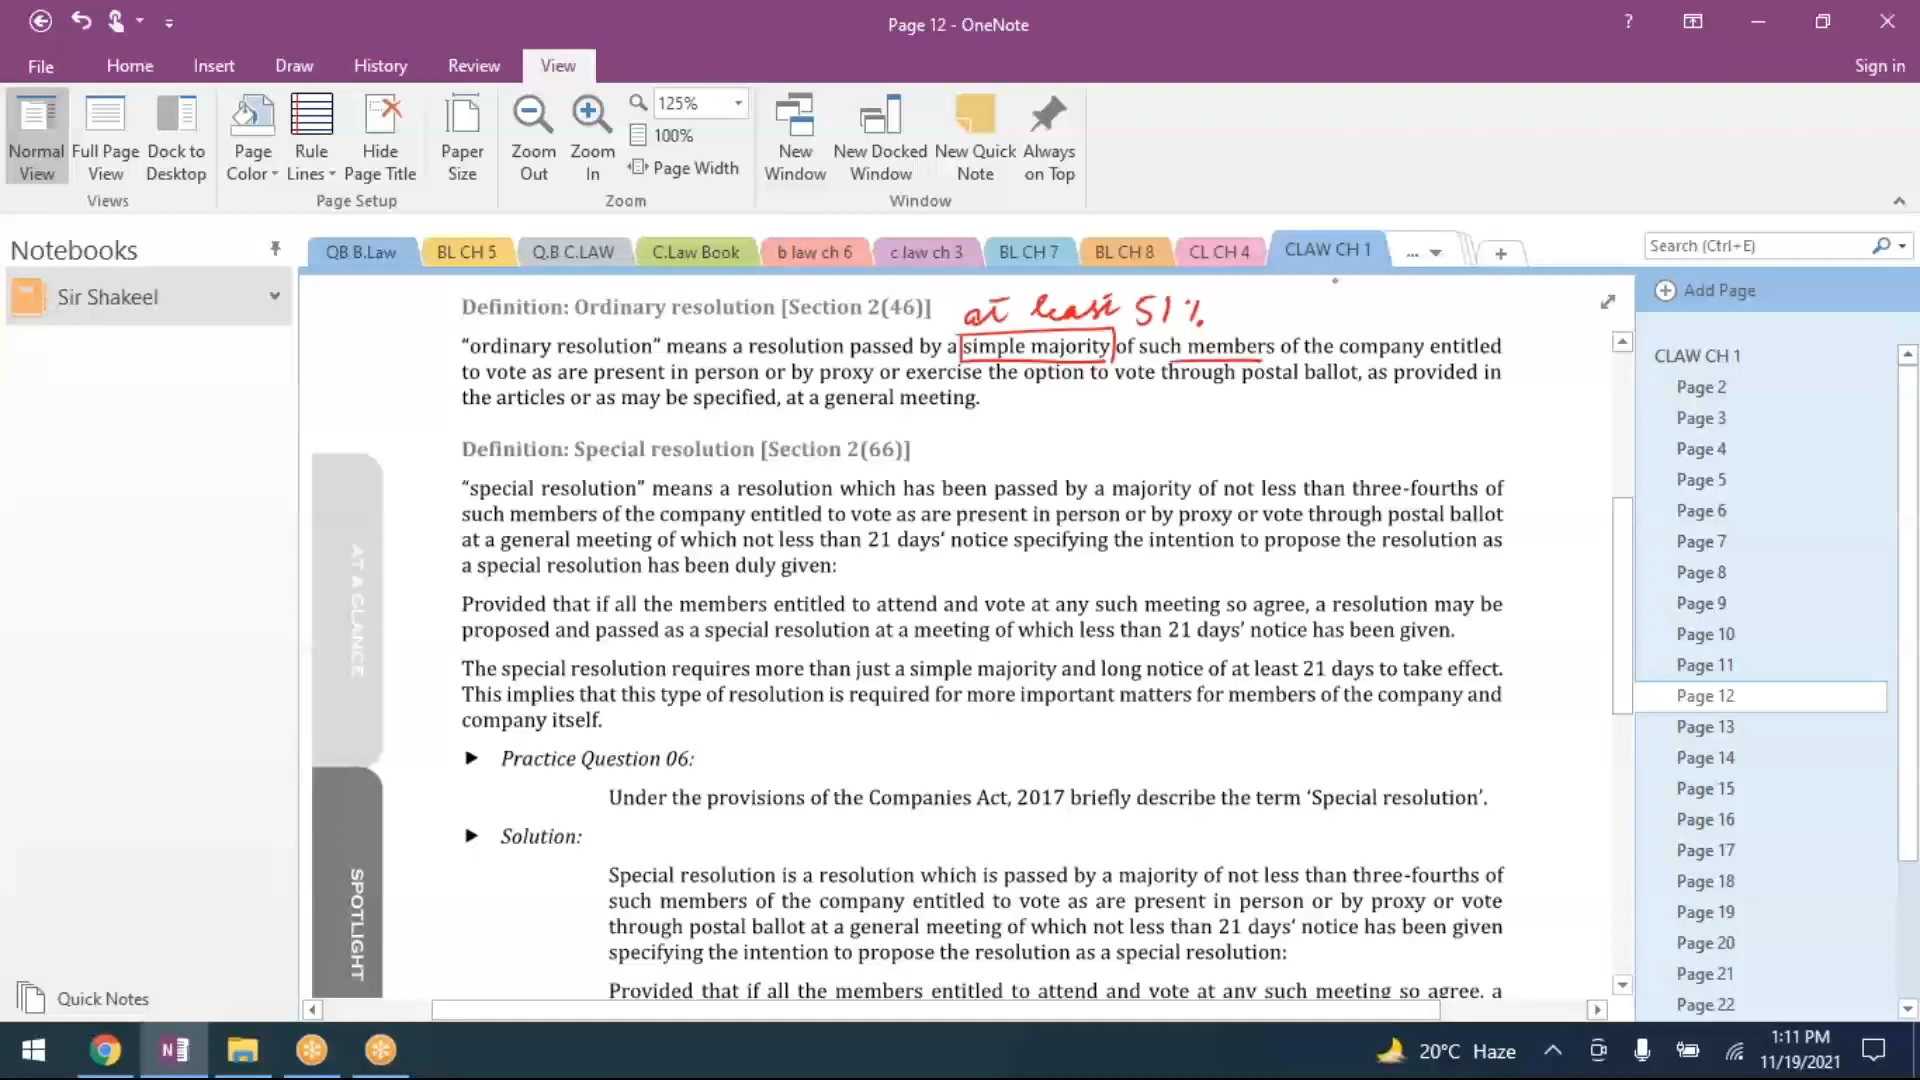 Page 12 - OneNote
?
File
Home
Insert
Draw
History
Review
View
Sign in
Normal View
Full Page View
Dock to Desktop
Page Color
Rule Lines
Hide Page Title
Paper Size
Zoom Out
Zoom In
125%
100%
Page Width
New Window
New Docked Window
New Quick Note
Always on Top
Views
Page Setup
Zoom
Window
Notebooks
Sir Shakeel
QB B.Law
BL CH 5
Q.B C.LAW
C.Law Book
b law ch 6
c law ch 3
BL CH 7
BL CH 8
CL CH 4
CLAW CH 1
...
Search (Ctrl+E)
Definition: Ordinary resolution [Section 2(46)]
at least 51%
“ordinary resolution” means a resolution passed by a simple majority of such members of the company entitled
to vote as are present in person or by proxy or exercise the option to vote through postal ballot, as provided in
the articles or as may be specified, at a general meeting.
Definition: Special resolution [Section 2(66)]
“special resolution” means a resolution which has been passed by a majority of not less than three-fourths of
such members of the company entitled to vote as are present in person or by proxy or vote through postal ballot
at a general meeting of which not less than 21 days‘ notice specifying the intention to propose the resolution as
a special resolution has been duly given:
Provided that if all the members entitled to attend and vote at any such meeting so agree, a resolution may be
proposed and passed as a special resolution at a meeting of which less than 21 days’ notice has been given.
The special resolution requires more than just a simple majority and long notice of at least 21 days to take effect.
This implies that this type of resolution is required for more important matters for members of the company and
company itself.
Practice Question 06:
Under the provisions of the Companies Act, 2017 briefly describe the term ‘Special resolution’.
Solution:
Special resolution is a resolution which is passed by a majority of not less than three-fourths of
such members of the company entitled to vote as are present in person or by proxy or vote
through postal ballot at a general meeting of which not less than 21 days‘ notice has been given
specifying the intention to propose the resolution as a special resolution:
Provided that if all the members entitled to attend and vote at any such meeting so agree, a
AT A GLANCE
SPOTLIGHT
Add Page
CLAW CH 1
Page 2
Page 3
Page 4
Page 5
Page 6
Page 7
Page 8
Page 9
Page 10
Page 11
Page 12
Page 13
Page 14
Page 15
Page 16
Page 17
Page 18
Page 19
Page 20
Page 21
Page 22
Quick Notes
N
20°C Haze
1:11 PM
11/19/2021